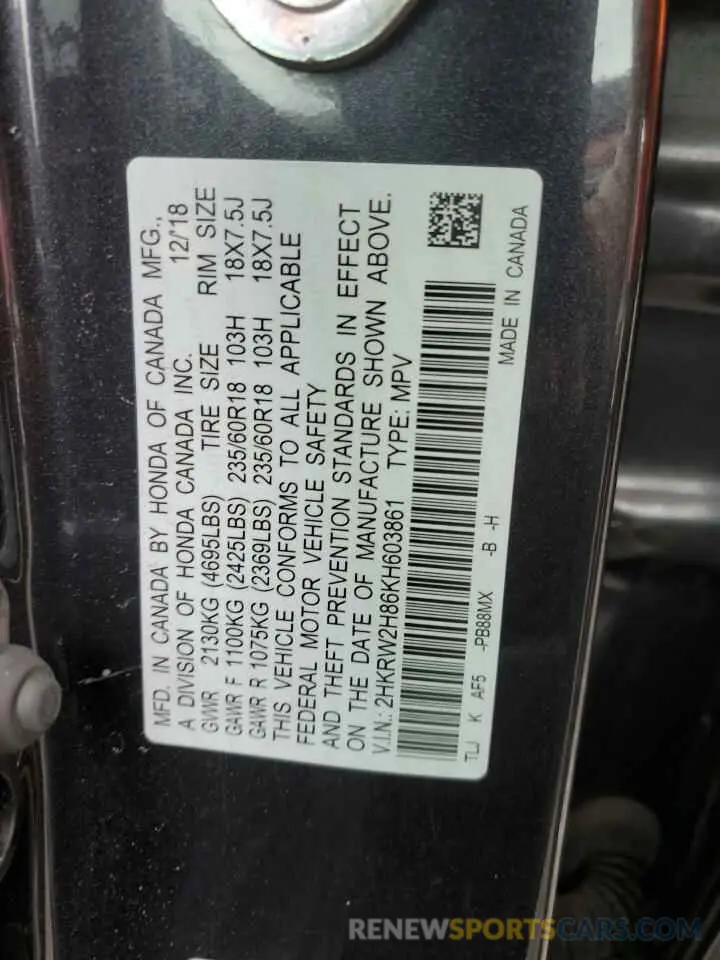 MFD. IN CANADA BY HONDA OF CANADA MFG.,
A DIVISION OF HONDA CANADA INC. 12/18
GVWR 2130KG (4695LBS) TIRE SIZE RIM SIZE
GAWR F 1100KG (2425LBS) 235/60R18 103H 18X7.5J
GAWR R 1075KG (2369LBS) 235/60R18 103H 18X7.5J
THIS VEHICLE CONFORMS TO ALL APPLICABLE
FEDERAL MOTOR VEHICLE SAFETY
AND THEFT PREVENTION STANDARDS IN EFFECT
ON THE DATE OF MANUFACTURE SHOWN ABOVE.
V.I.N.: 2HKRW2H86KH603861 TYPE: MPV
TLJ K AF5 -PB88MX -B -H
MADE IN CANADA
RENEWSPORTSCARS.COM